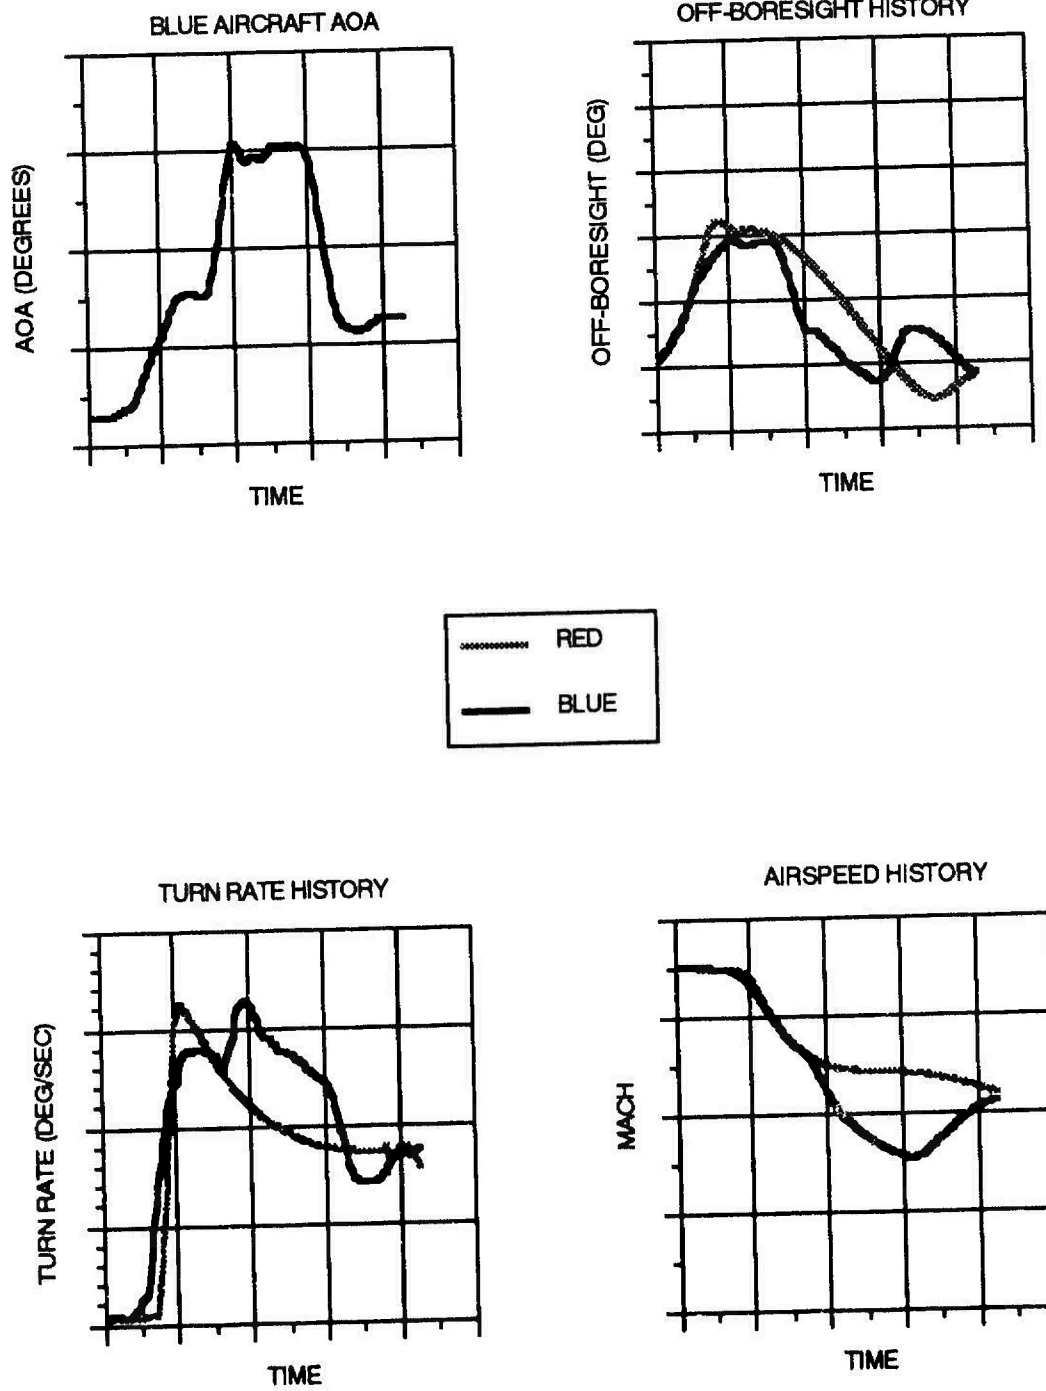 BLUE AIRCRAFT AOA
OFF-BORESIGHT HISTORY
AOA (DEGREES)
OFF-BORESIGHT (DEG)
TIME
TIME
RED
BLUE
TURN RATE HISTORY
AIRSPEED HISTORY
TURN RATE (DEG/SEC)
MACH
TIME
TIME